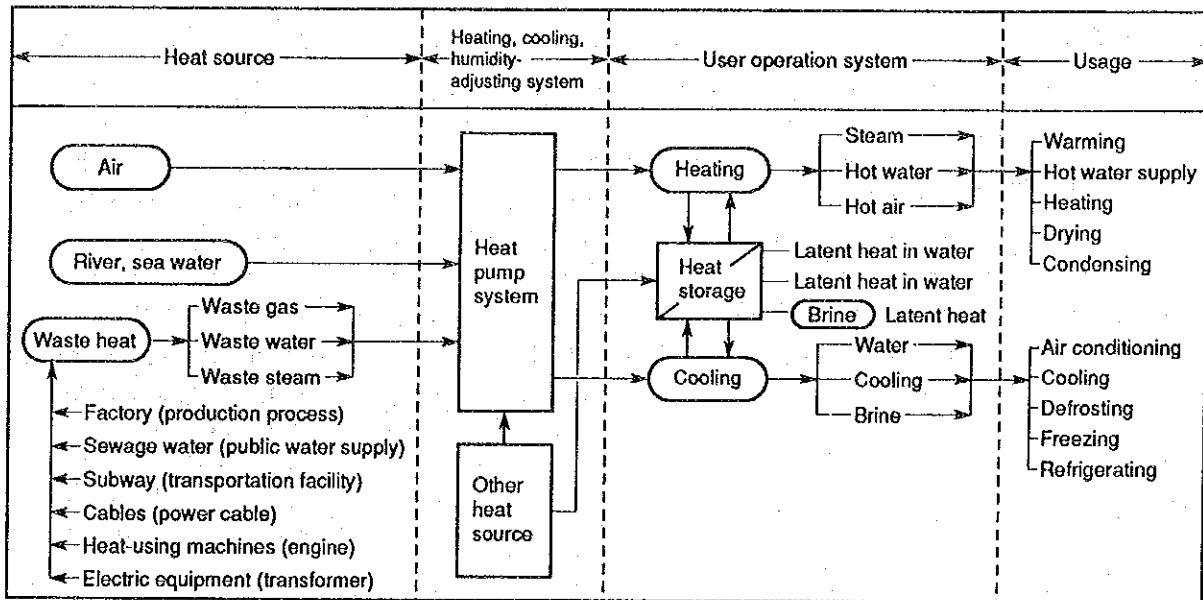 Heat source
Heating, cooling,
humidity-
adjusting system
User operation system
Usage
Air
River, sea water
Waste heat
Waste gas
Waste water
Waste steam
Factory (production process)
Sewage water (public water supply)
Subway (transportation facility)
Cables (power cable)
Heat-using machines (engine)
Electric equipment (transformer)
Heat
pump
system
Other
heat
source
Heating
Steam
Hot water
Hot air
Heat
storage
Latent heat in water
Latent heat in water
Brine Latent heat
Cooling
Water
Cooling
Brine
Warming
Hot water supply
Heating
Drying
Condensing
Air conditioning
Cooling
Defrosting
Freezing
Refrigerating